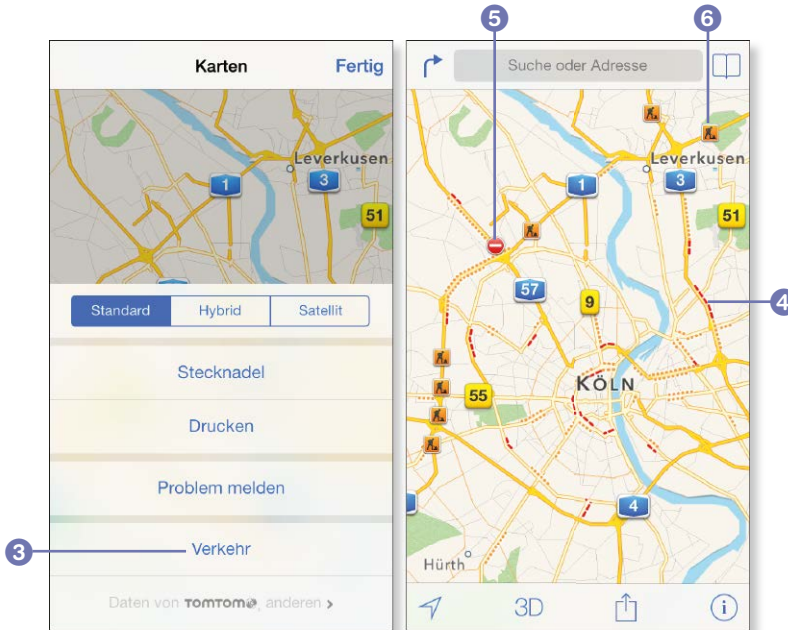 5
6
Karten
Fertig
Leverkusen
1
3
51
Standard
Hybrid
Satellit
Stecknadel
Drucken
Problem melden
3
Verkehr
Daten von TOMTOM, anderen >
Suche oder Adresse
Leverkusen
1
3
51
57
9
4
KÖLN
55
4
Hürth
3D
i